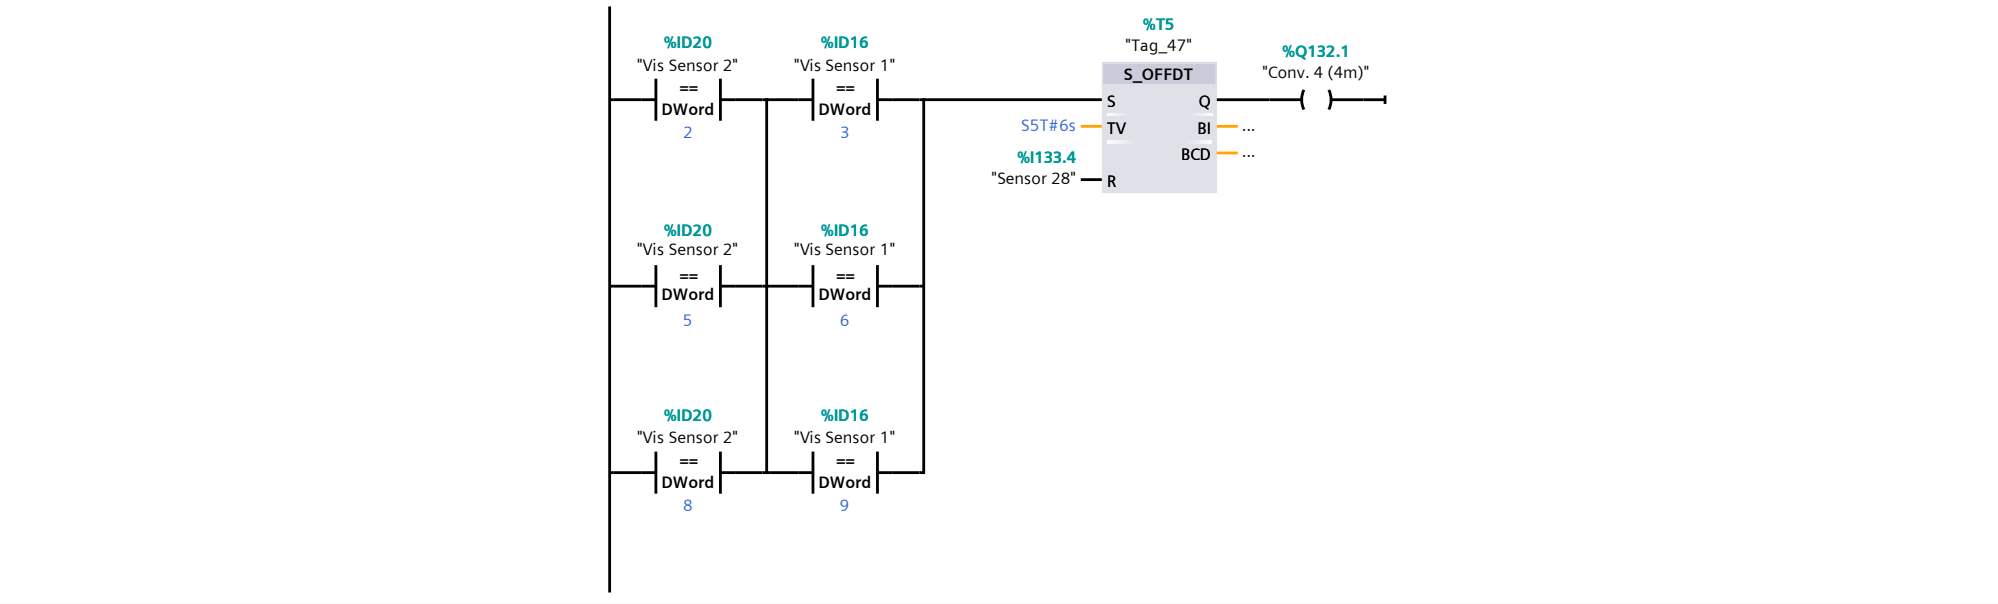 %T5
"Tag_47"
%ID20
%ID16
%Q132.1
"Vis Sensor 2"
"Vis Sensor 1"
S_OFFDT
"Conv. 4 (4m)"
==
==
DWord
DWord
S
Q
2
3
S5T#6s
TV
BI
...
%I133.4
BCD
...
"Sensor 28"
R
%ID20
%ID16
"Vis Sensor 2"
"Vis Sensor 1"
==
==
DWord
DWord
5
6
%ID20
%ID16
"Vis Sensor 2"
"Vis Sensor 1"
==
==
DWord
DWord
8
9